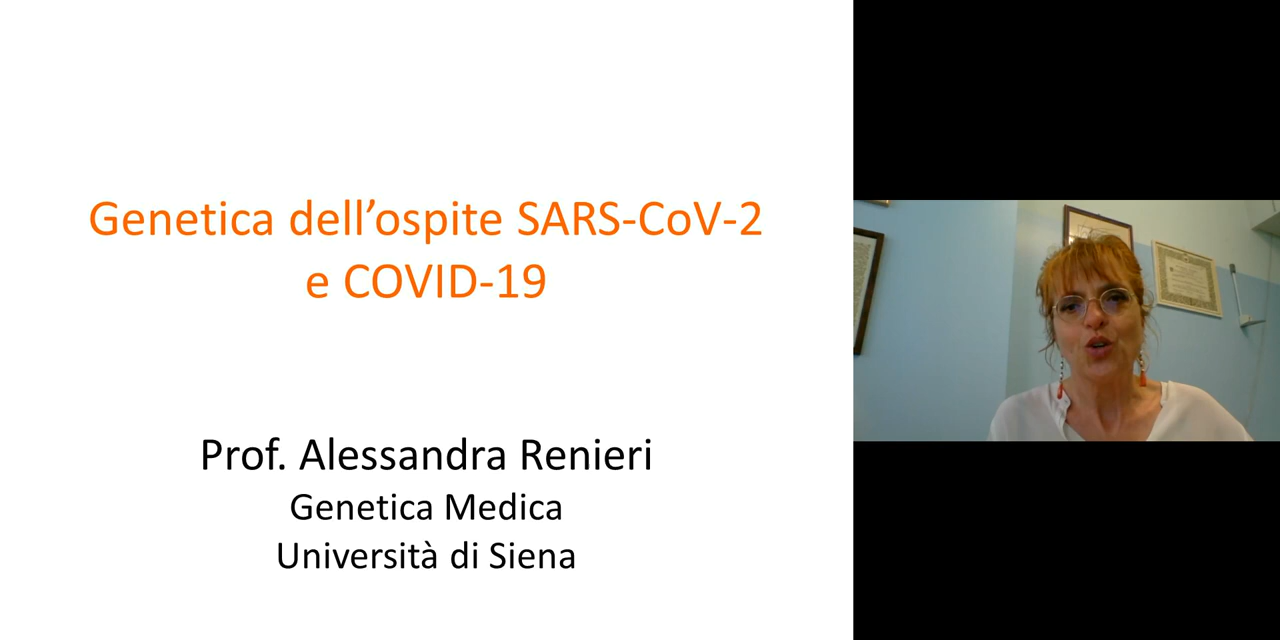 Genetica dell’ospite SARS-CoV-2
e COVID-19
Prof. Alessandra Renieri
Genetica Medica
Università di Siena